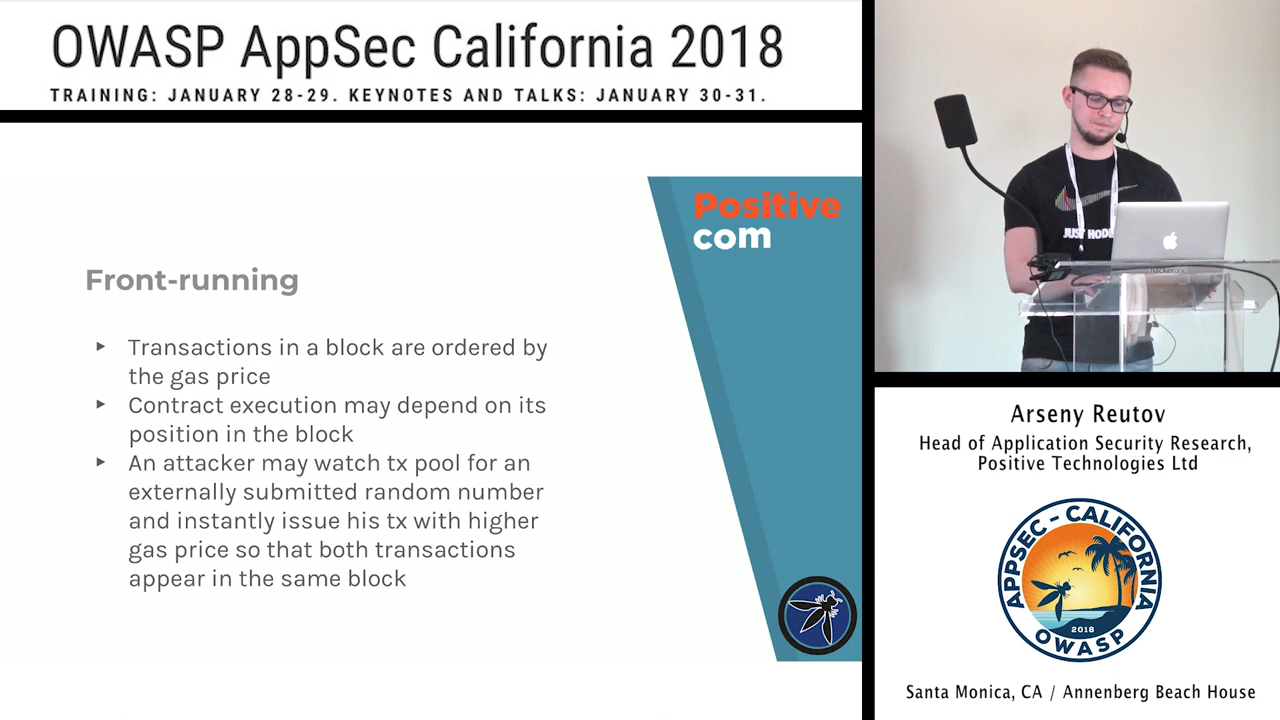 OWASP AppSec California 2018
TRAINING: JANUARY 28-29. KEYNOTES AND TALKS: JANUARY 30-31.
Positive
com
Front-running
‣ Transactions in a block are ordered by
the gas price
‣ Contract execution may depend on its
position in the block
‣ An attacker may watch tx pool for an
externally submitted random number
and instantly issue his tx with higher
gas price so that both transactions
appear in the same block
JUST HODL
hackerone
Arseny Reutov
Head of Application Security Research,
Positive Technologies Ltd
APPSEC - CALIFORNIA
2018
OWASP
Santa Monica, CA / Annenberg Beach House